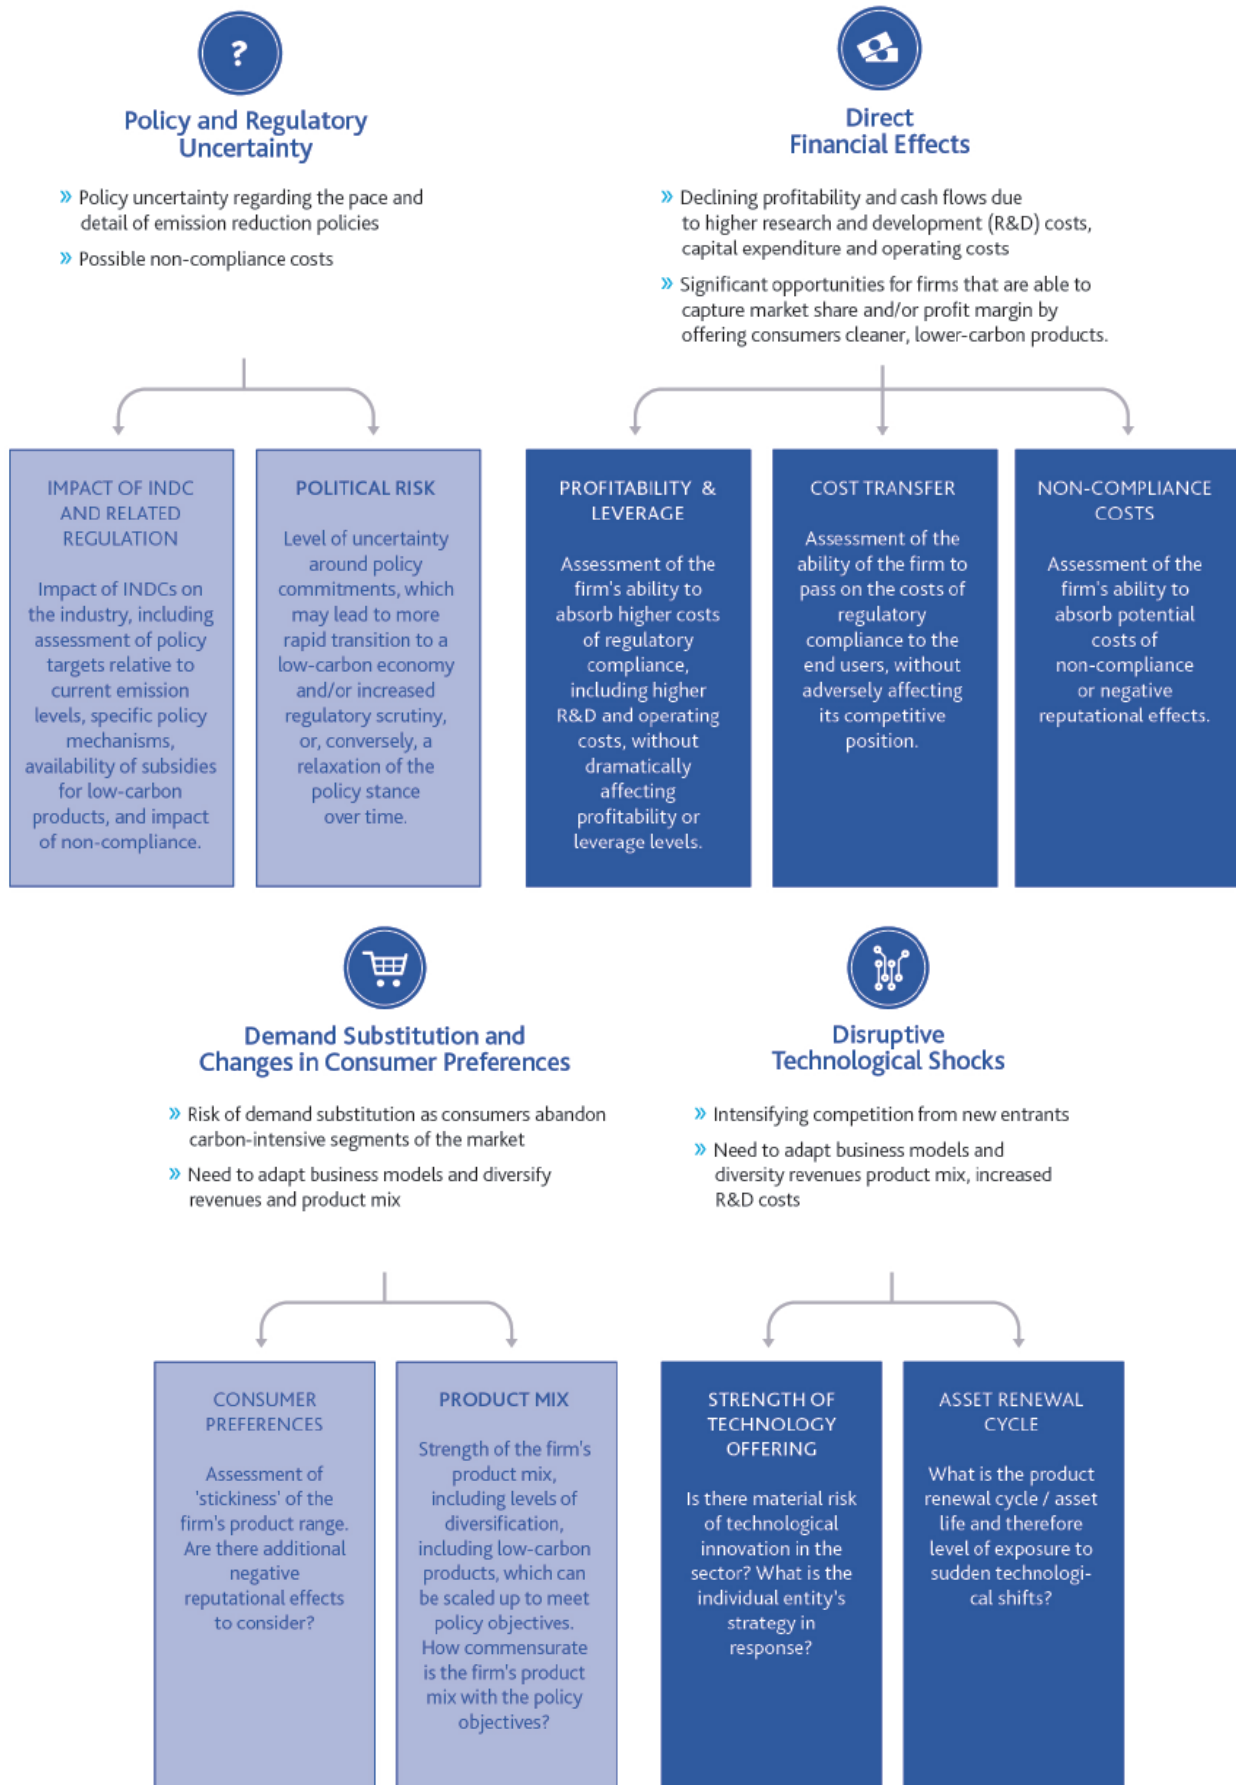 ?
Policy and Regulatory
Uncertainty
» Policy uncertainty regarding the pace and
detail of emission reduction policies
» Possible non-compliance costs
Direct
Financial Effects
» Declining profitability and cash flows due
to higher research and development (R&D) costs,
capital expenditure and operating costs
» Significant opportunities for firms that are able to
capture market share and/or profit margin by
offering consumers cleaner, lower-carbon products.
IMPACT OF INDC
AND RELATED
REGULATION
Impact of INDCs on
the industry, including
assessment of policy
targets relative to
current emission
levels, specific policy
mechanisms,
availability of subsidies
for low-carbon
products, and impact
of non-compliance.
POLITICAL RISK
Level of uncertainty
around policy
commitments, which
may lead to more
rapid transition to a
low-carbon economy
and/or increased
regulatory scrutiny,
or, conversely, a
relaxation of the
policy stance
over time.
PROFITABILITY &
LEVERAGE
Assessment of the
firm's ability to
absorb higher costs
of regulatory
compliance,
including higher
R&D and operating
costs, without
dramatically
affecting
profitability or
leverage levels.
COST TRANSFER
Assessment of the
ability of the firm to
pass on the costs of
regulatory
compliance to the
end users, without
adversely affecting
its competitive
position.
NON-COMPLIANCE
COSTS
Assessment of the
firm's ability to
absorb potential
costs of
non-compliance
or negative
reputational effects.
Demand Substitution and
Changes in Consumer Preferences
» Risk of demand substitution as consumers abandon
carbon-intensive segments of the market
» Need to adapt business models and diversify
revenues and product mix
Disruptive
Technological Shocks
» Intensifying competition from new entrants
» Need to adapt business models and
diversity revenues product mix, increased
R&D costs
CONSUMER
PREFERENCES
Assessment of
'stickiness' of the
firm's product range.
Are there additional
negative
reputational effects
to consider?
PRODUCT MIX
Strength of the firm's
product mix,
including levels of
diversification,
including low-carbon
products, which can
be scaled up to meet
policy objectives.
How commensurate
is the firm's product
mix with the policy
objectives?
STRENGTH OF
TECHNOLOGY
OFFERING
Is there material risk
of technological
innovation in the
sector? What is the
individual entity's
strategy in
response?
ASSET RENEWAL
CYCLE
What is the product
renewal cycle / asset
life and therefore
level of exposure to
sudden technologi-
cal shifts?